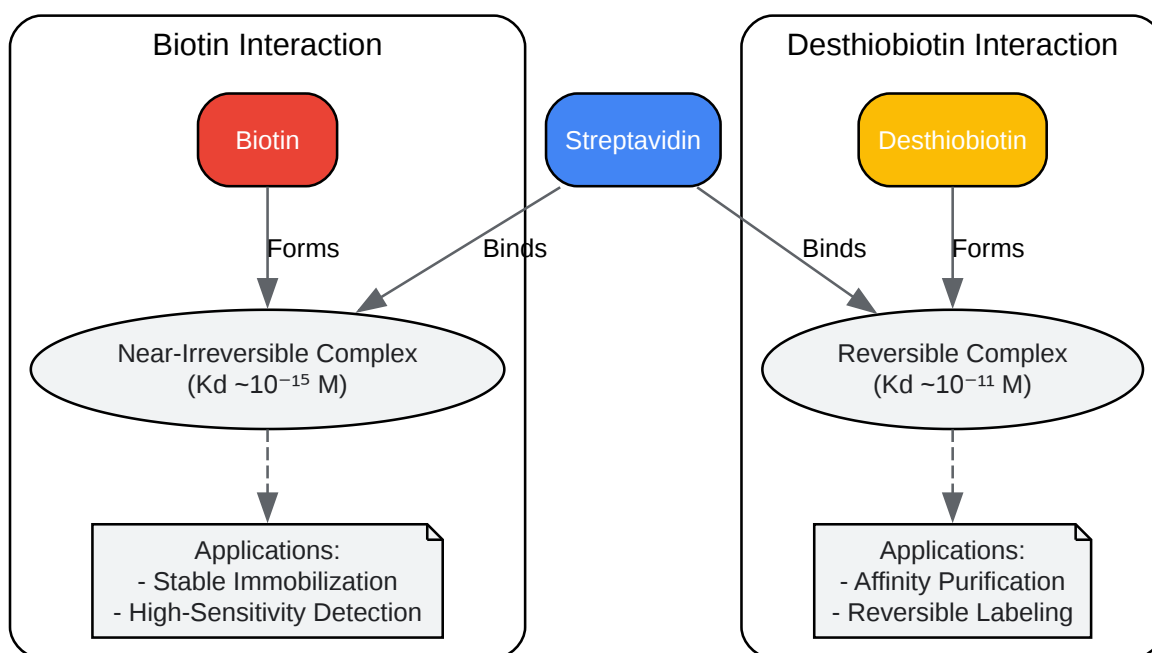 Biotin Interaction
Desthiobiotin Interaction
Biotin
Streptavidin
Desthiobiotin
Forms
Binds
Binds
Forms
Near-Irreversible Complex
(Kd ~10⁻¹⁵ M)
Reversible Complex
(Kd ~10⁻¹¹ M)
Applications:
- Stable Immobilization
- High-Sensitivity Detection
Applications:
- Affinity Purification
- Reversible Labeling